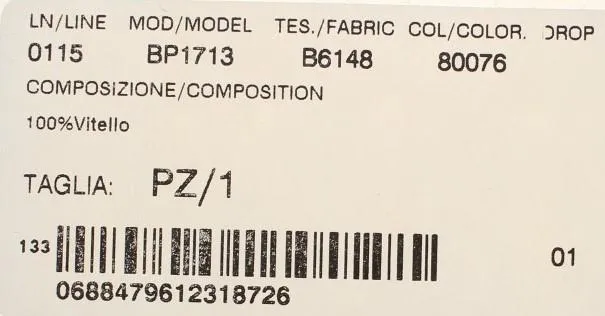 LN/LINE MOD/MODEL TES./FABRIC COL/COLOR. DROP
0115 BP1713 B6148 80076
COMPOSIZIONE/COMPOSITION
100%Vitello
TAGLIA: PZ/1
133 01
0688479612318726